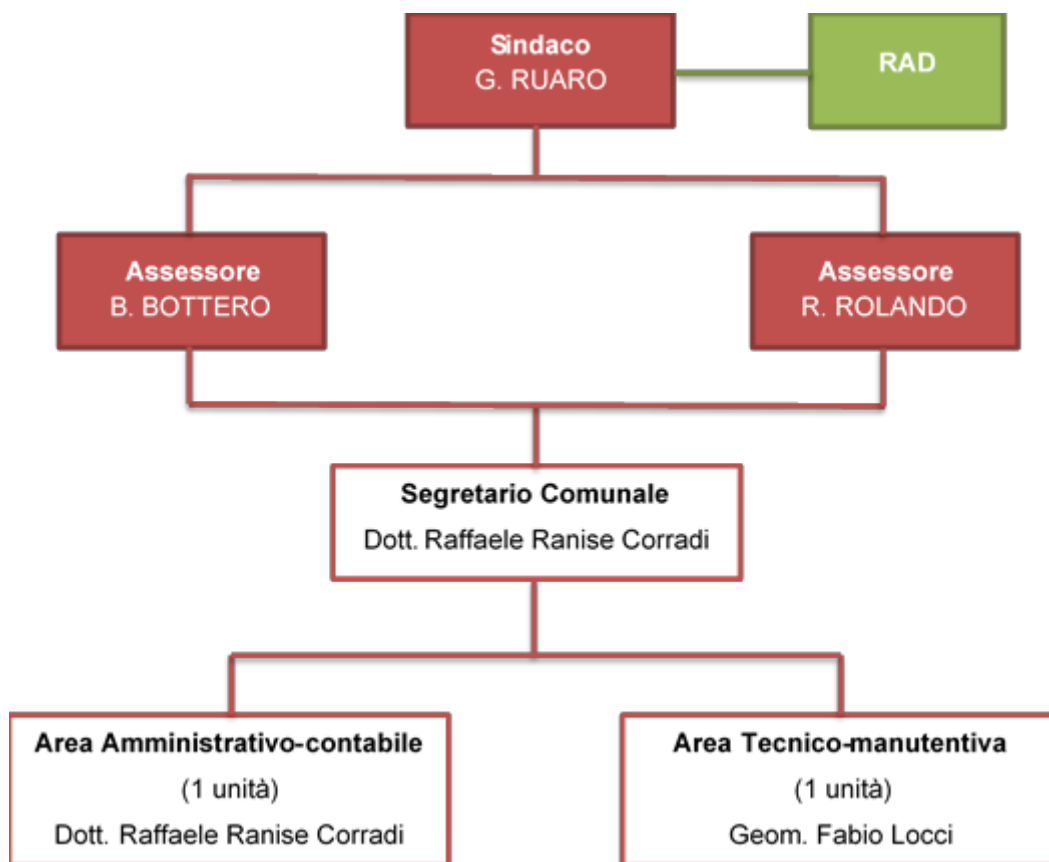 Sindaco
G. RUARO
RAD
Assessore
B. BOTTERO
Assessore
R. ROLANDO
Segretario Comunale
Dott. Raffaele Ranise Corradi
Area Amministrativo-contabile
(1 unità)
Dott. Raffaele Ranise Corradi
Area Tecnico-manutentiva
(1 unità)
Geom. Fabio Locci